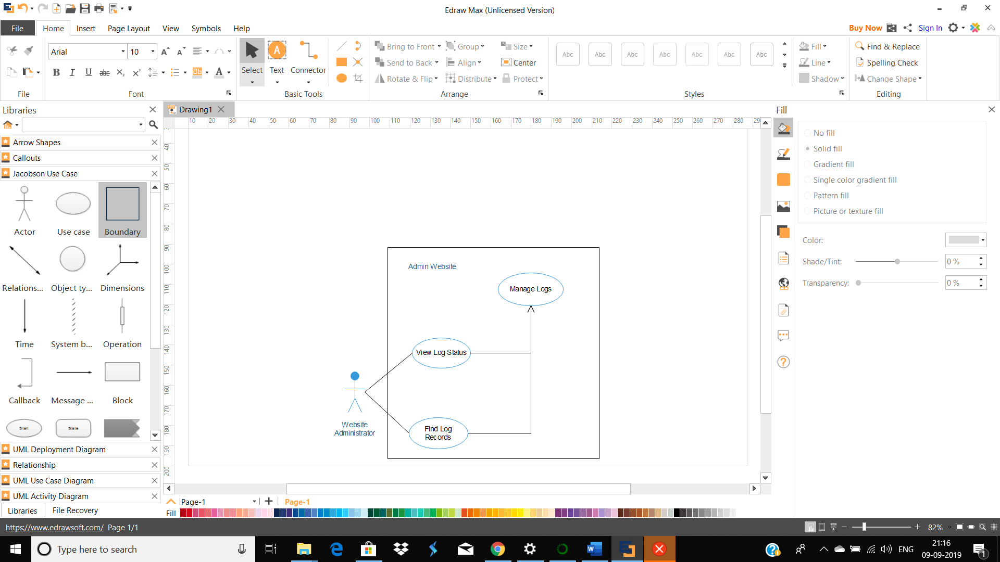 Edraw Max (Unlicensed Version)
File Home Insert Page Layout View Symbols Help
Buy Now Sign In
Arial 10
Select Text Connector
Bring to Front Group Size
Send to Back Align Center
Rotate & Flip Distribute Protect
Abc Abc Abc Abc Abc Abc Abc
Fill
Line
Shadow
Find & Replace
Spelling Check
Change Shape
File Font Basic Tools Arrange Styles Editing
Libraries
Drawing1
Fill
10 20 30 40 50 60 70 80 90 100 110 120 130 140 150 160 170 180 190 200 210 220 230 240 250 260 270 280 290
40
50
60
70
80
90
100
110
120
130
140
150
160
170
180
190
200
Arrow Shapes
Callouts
Jacobson Use Case
Actor Use case Boundary
Relations... Object ty... Dimensions
Time System b... Operation
Callback Message ... Block
Start State
UML Deployment Diagram
Relationship
UML Use Case Diagram
UML Activity Diagram
Libraries File Recovery
Admin Website
Manage Logs
View Log Status
Website
Administrator
Find Log
Records
No fill
Solid fill
Gradient fill
Single color gradient fill
Pattern fill
Picture or texture fill
Color:
Shade/Tint: 0 %
Transparency: 0 %
Page-1 Page-1
Fill
https://www.edrawsoft.com/ Page 1/1
82%
Type here to search
ENG
21:16
09-09-2019
1